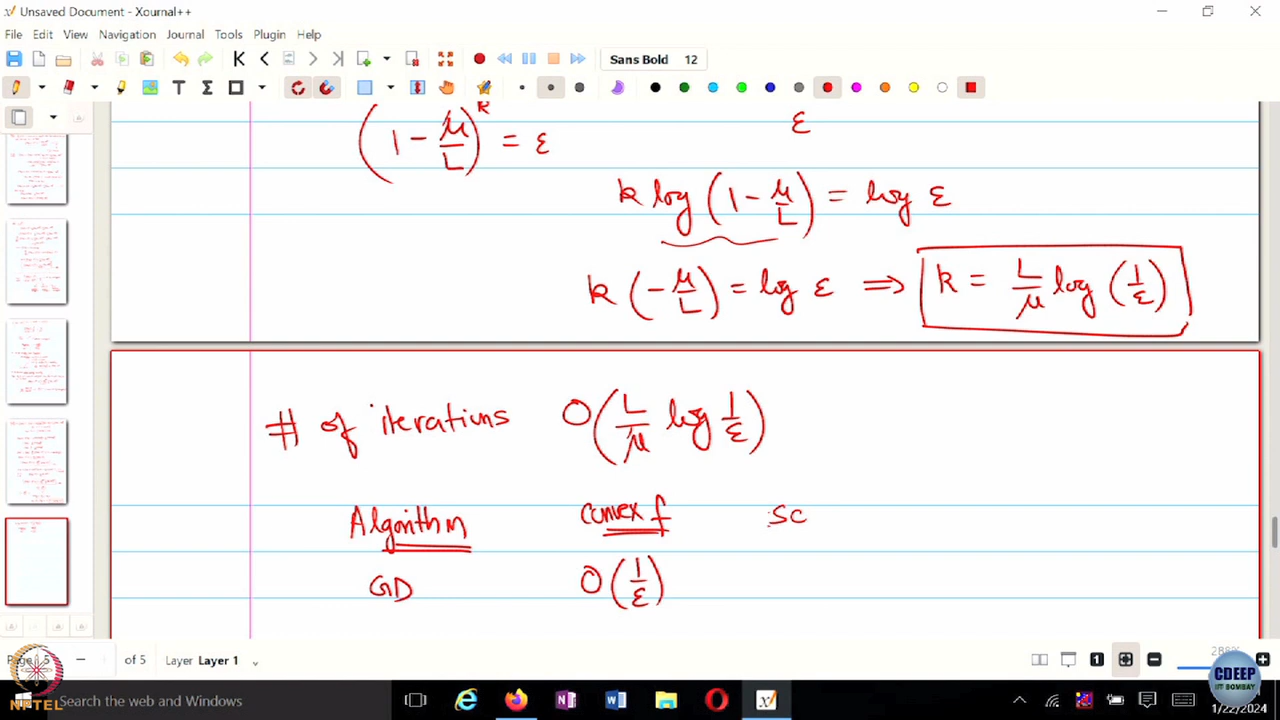 Unsaved Document - Xournal++
File Edit View Navigation Journal Tools Plugin Help
Sans Bold 12
(1 - μ/L)^k = ε
ε
k log (1 - μ/L) = log ε
k (- μ/L) = log ε ⇒ k = L/μ log (1/ε)
# of iterations O(L/μ log 1/ε)
Algorithm convex f SC
GD O(1/ε)
of 5 Layer Layer 1
288%
NPTEL
Search the web and Windows
CDEEP
IIT BOMBAY
1/22/2024